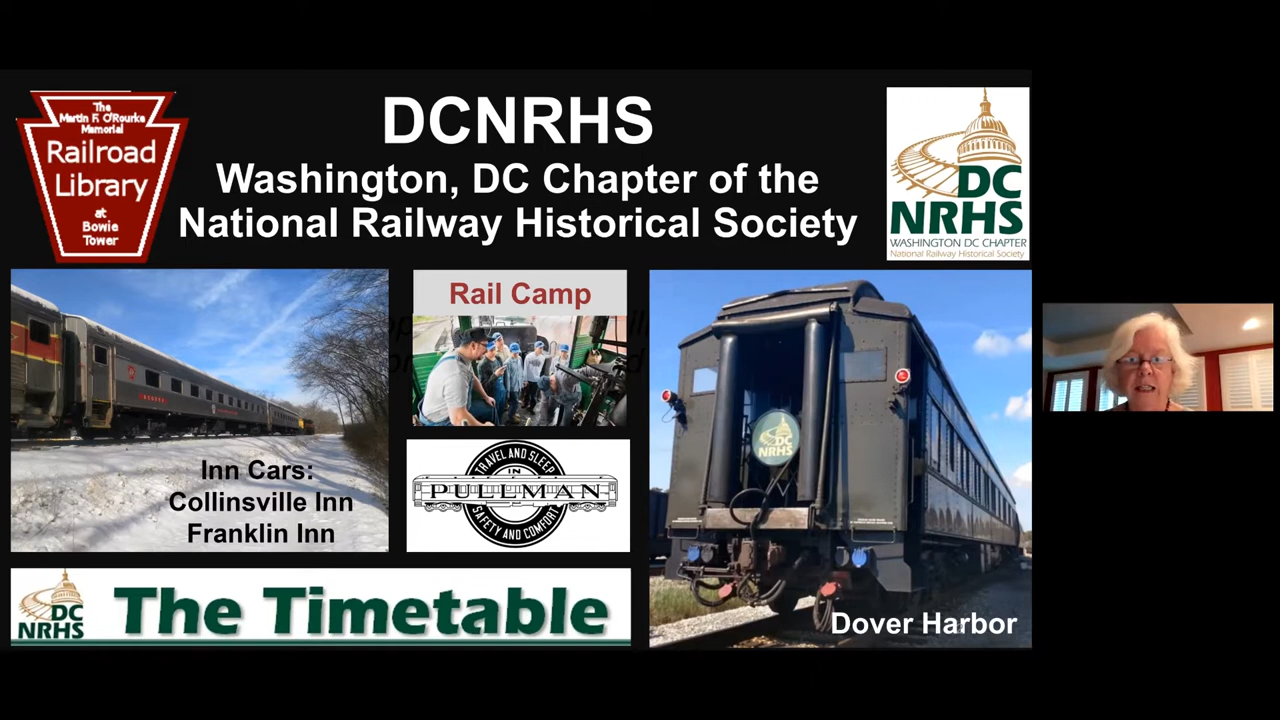 The
Martin F. O'Rourke
Memorial
Railroad
Library
at
Bowie
Tower
DCNRHS
Washington, DC Chapter of the
National Railway Historical Society
DC
NRHS
WASHINGTON DC CHAPTER
National Railway Historical Society
Inn Cars:
Collinsville Inn
Franklin Inn
Rail Camp
TRAVEL AND SLEEP
IN
PULLMAN
SAFETY AND COMFORT
DC
NRHS
Dover Harbor
DC
NRHS
The Timetable